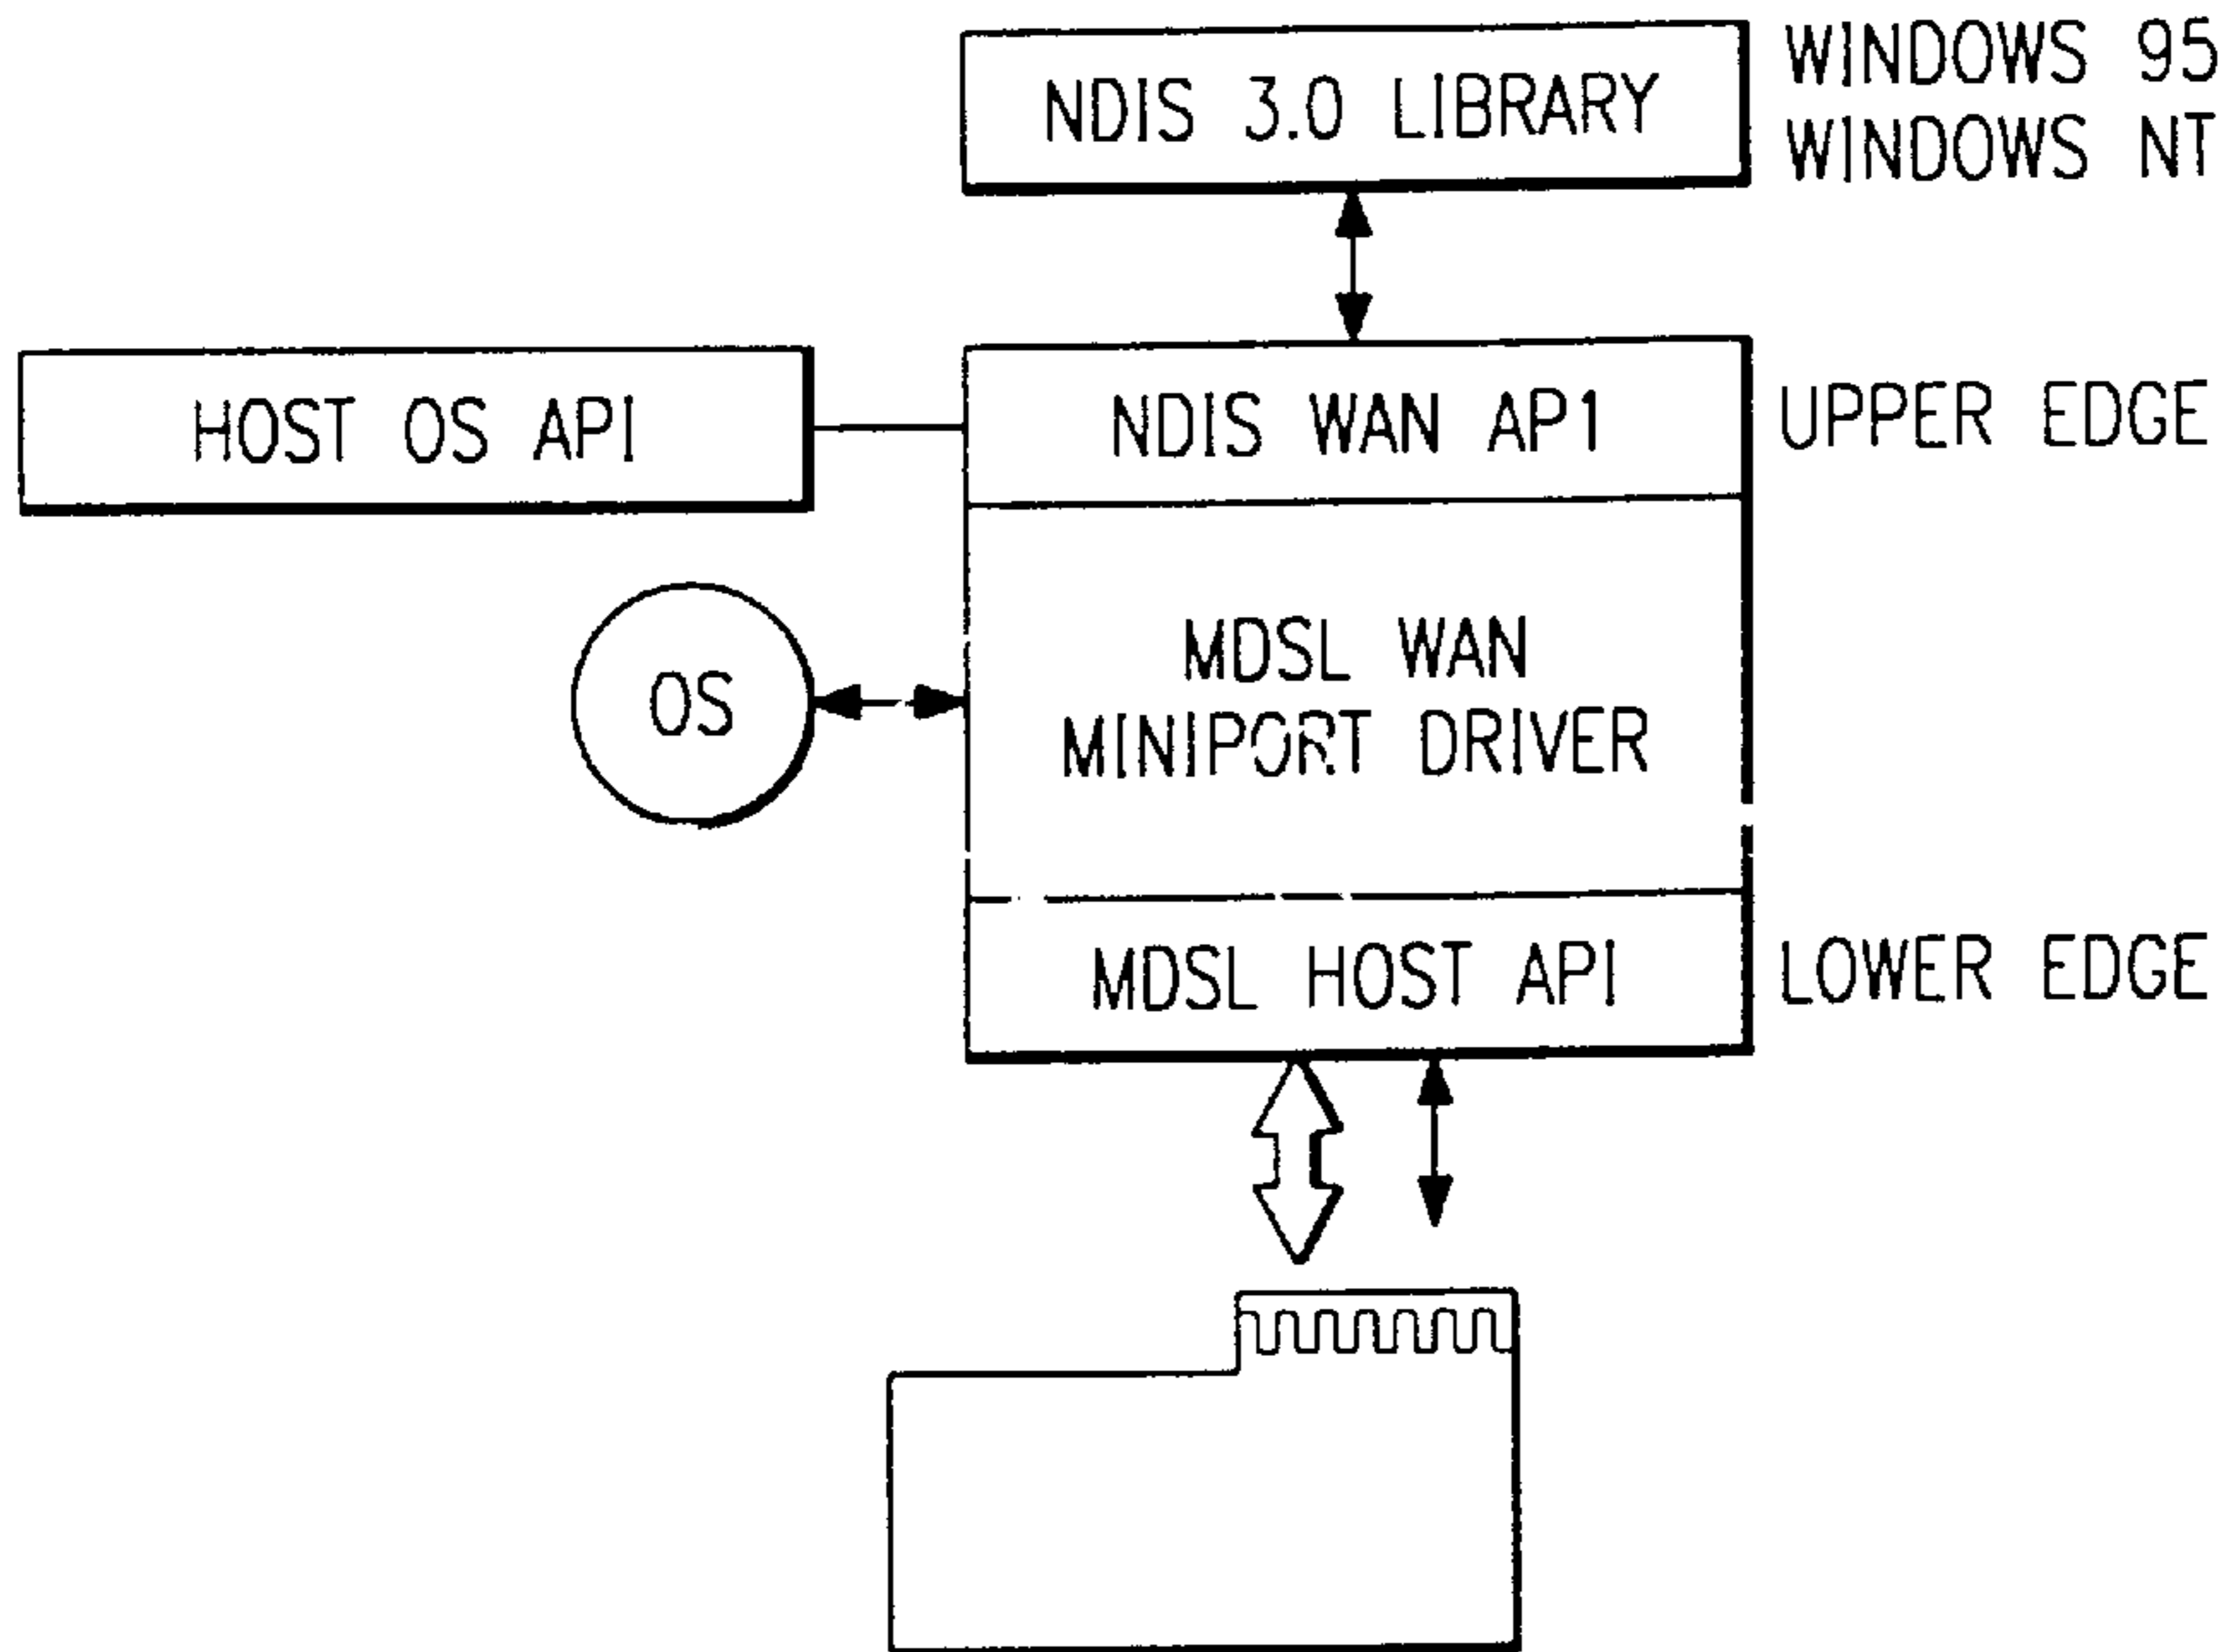 NDIS 3.0 LIBRARY
WINDOWS 95
WINDOWS NT
HOST OS API
NDIS WAN AP1
UPPER EDGE
OS
MDSL WAN
MINIPORT DRIVER
MDSL HOST API
LOWER EDGE